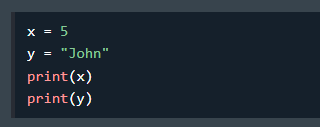 x = 5
y = "John"
print(x)
print(y)